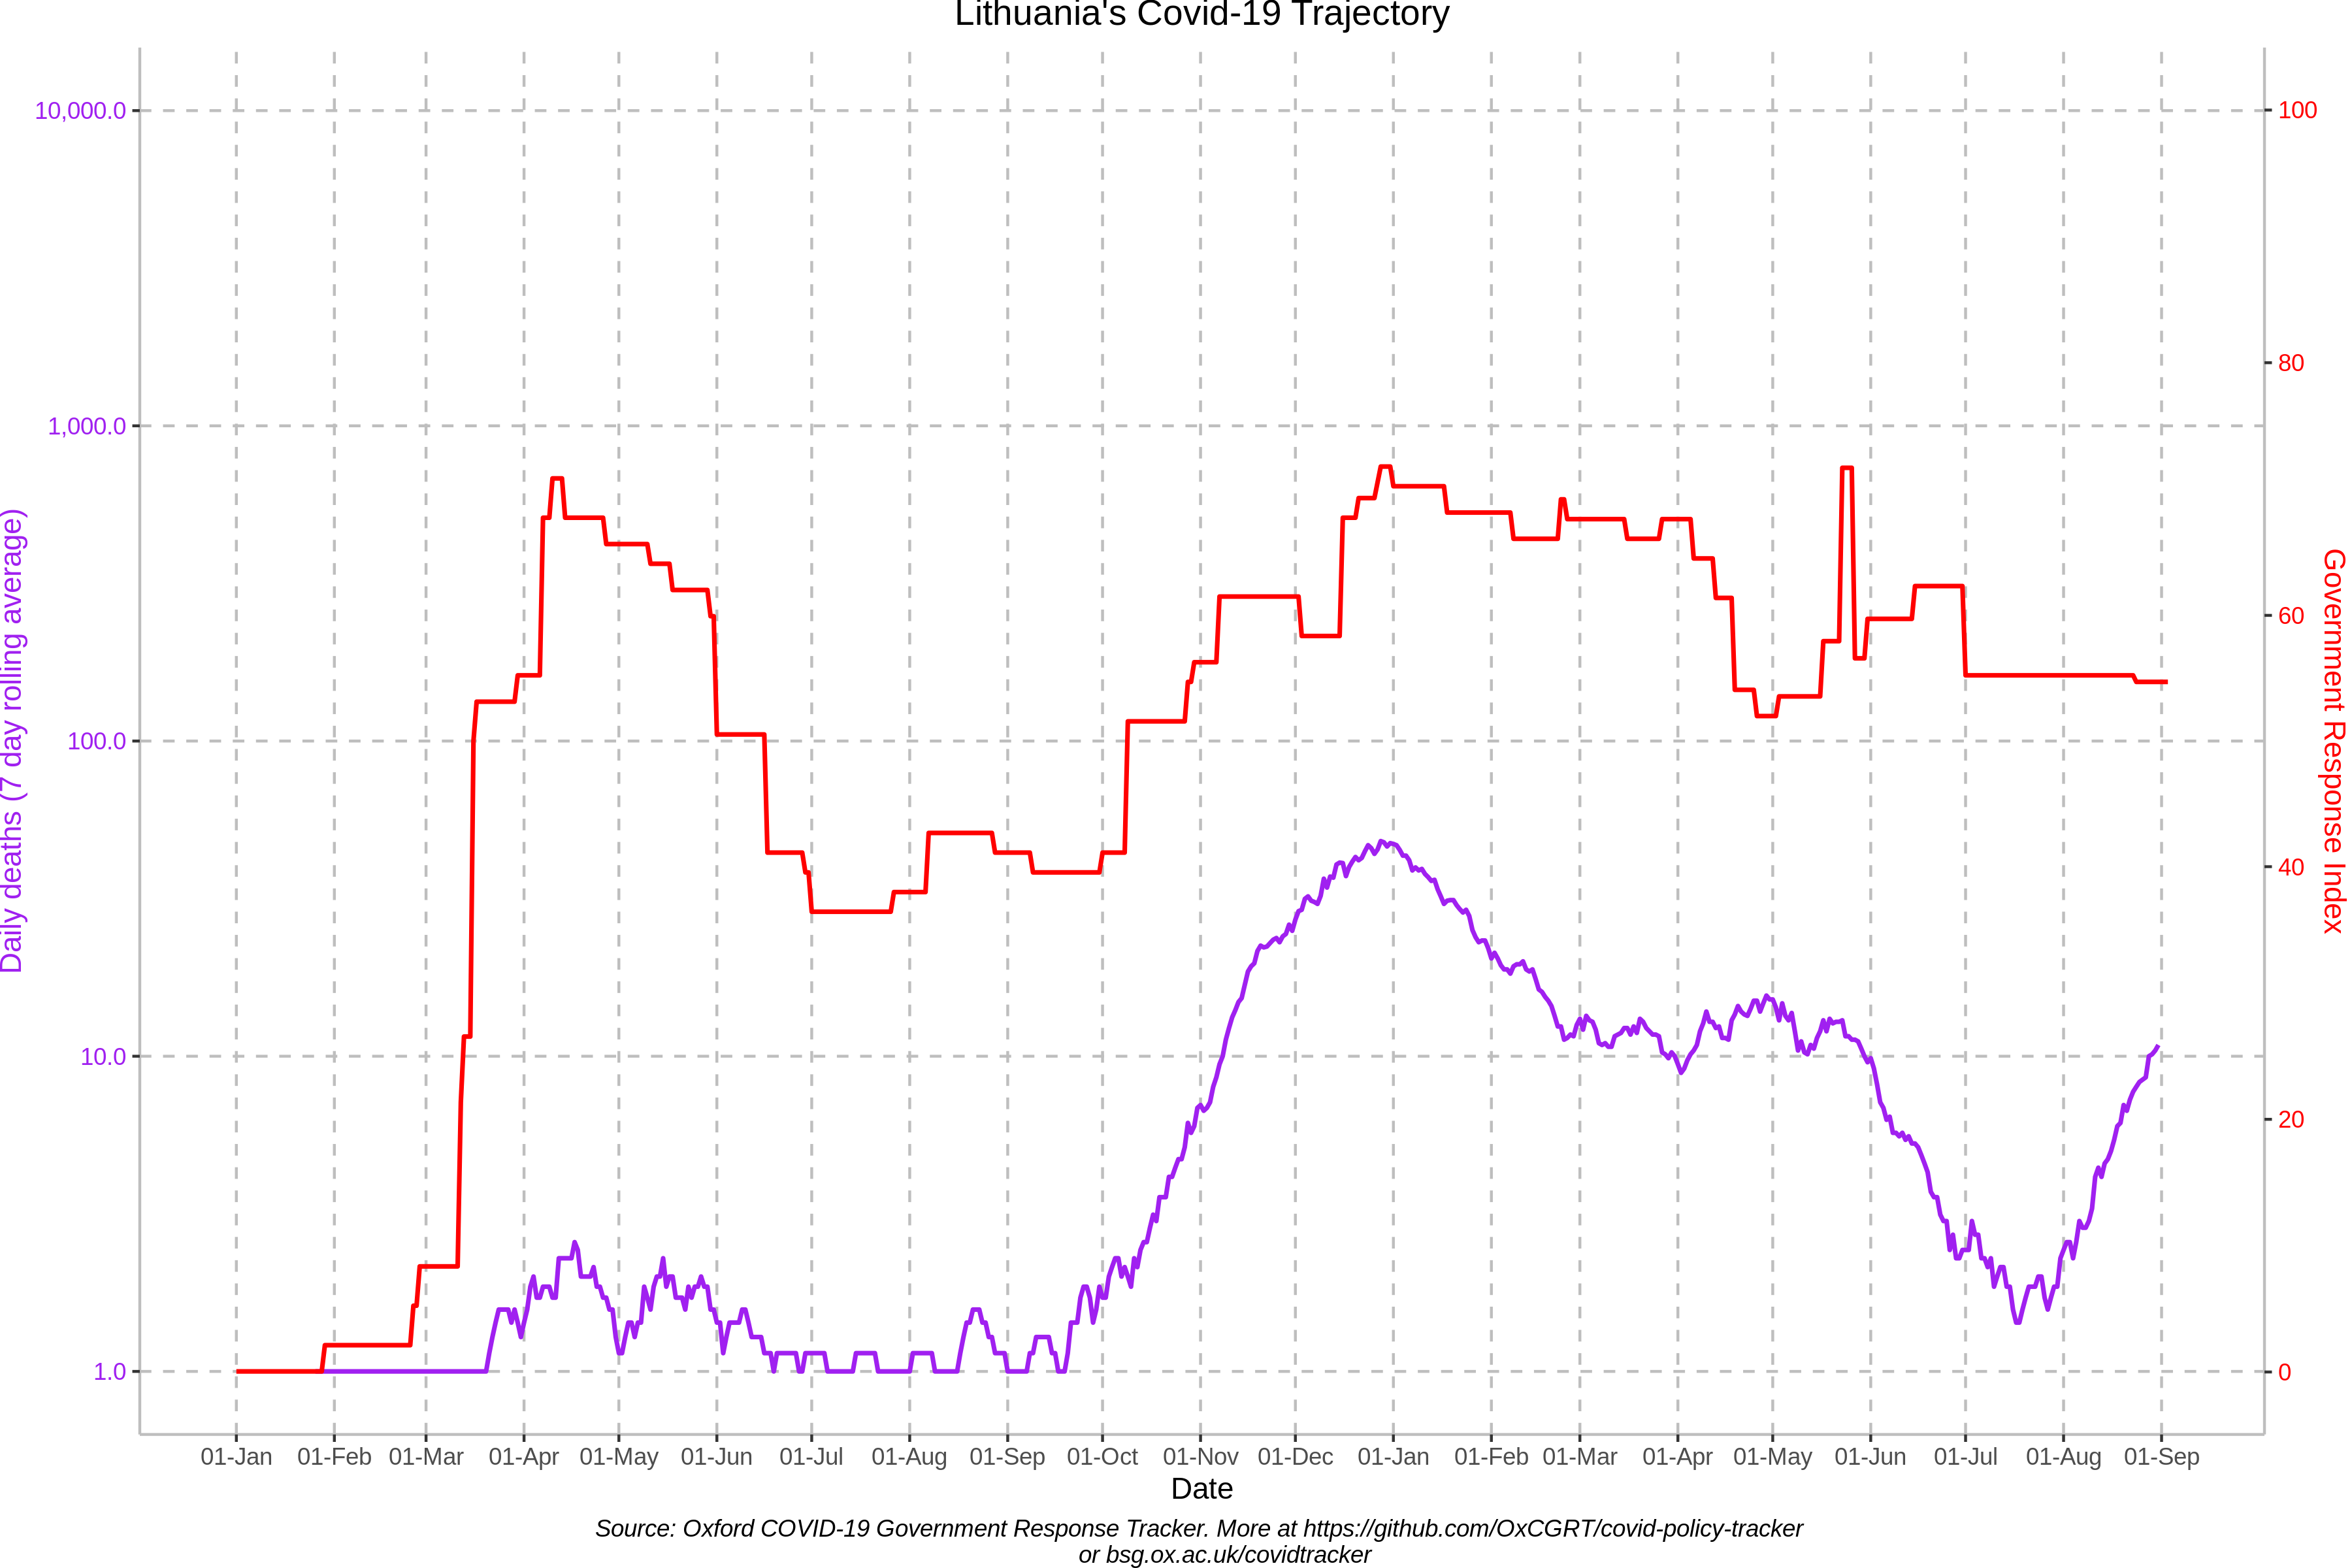 Lithuania's Covid-19 Trajectory
10,000.0
1,000.0
100.0
10.0
1.0
Daily deaths (7 day rolling average)
100
80
60
40
20
0
Government Response Index
01-Jan 01-Feb 01-Mar 01-Apr 01-May 01-Jun 01-Jul 01-Aug 01-Sep 01-Oct 01-Nov 01-Dec 01-Jan 01-Feb 01-Mar 01-Apr 01-May 01-Jun 01-Jul 01-Aug 01-Sep
Date
Source: Oxford COVID-19 Government Response Tracker. More at https://github.com/OxCGRT/covid-policy-tracker
or bsg.ox.ac.uk/covidtracker